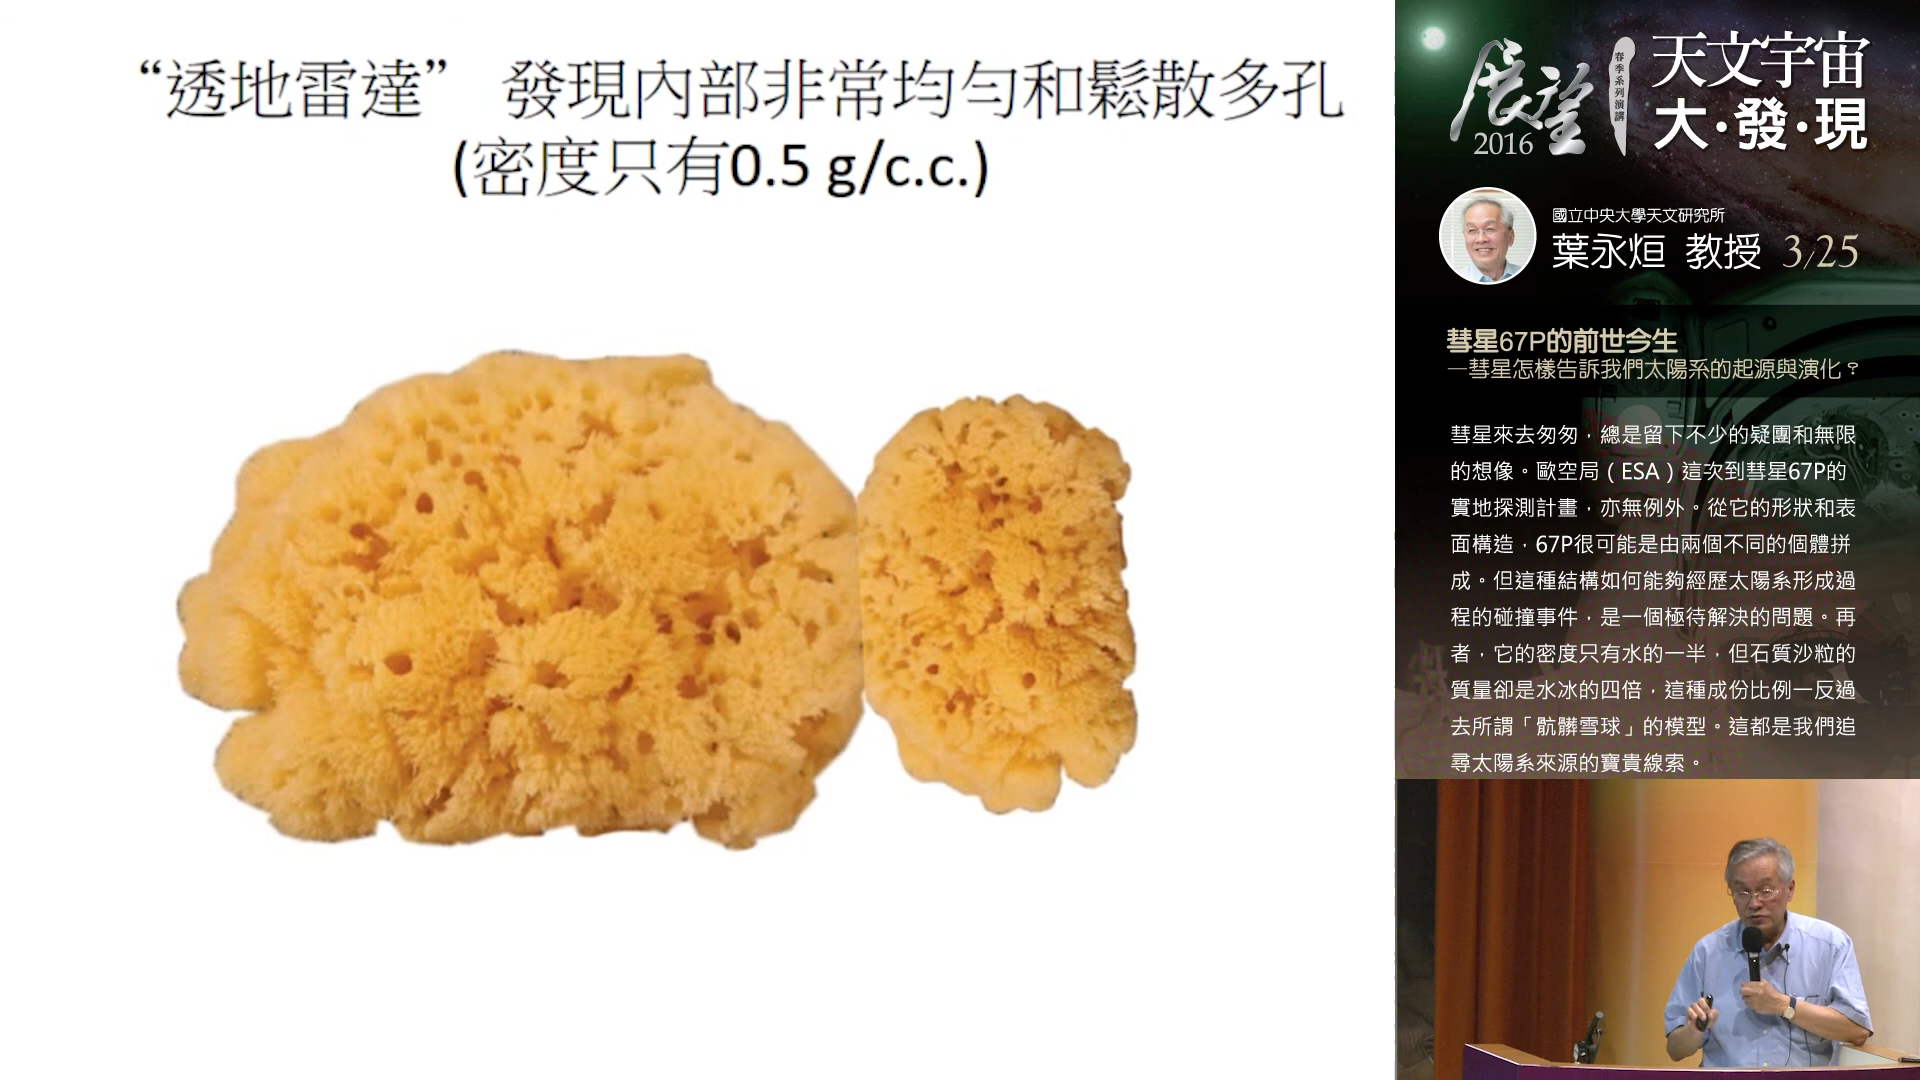 “透地雷達” 發現內部非常均勻和鬆散多孔
(密度只有0.5 g/c.c.)
展望
2016
春季系列演講
天文宇宙
大·發·現
國立中央大學天文研究所
葉永烜 教授 3/25
彗星67P的前世今生
—彗星怎樣告訴我們太陽系的起源與演化？
彗星來去匆匆，總是留下不少的疑團和無限
的想像。歐空局（ESA）這次到彗星67P的
實地探測計畫，亦無例外。從它的形狀和表
面構造，67P很可能是由兩個不同的個體拼
成。但這種結構如何能夠經歷太陽系形成過
程的碰撞事件，是一個極待解決的問題。再
者，它的密度只有水的一半，但石質沙粒的
質量卻是水冰的四倍，這種成份比例一反過
去所謂「骯髒雪球」的模型。這都是我們追
尋太陽系來源的寶貴線索。